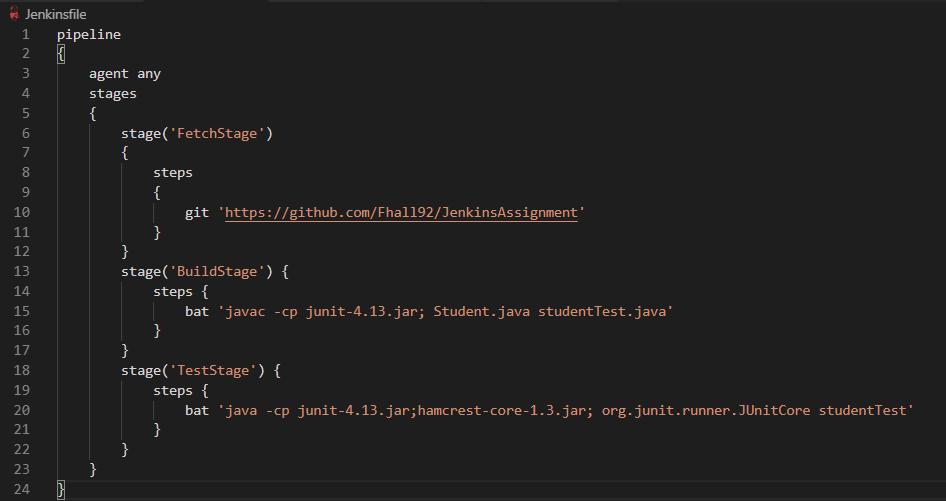 Jenkinsfile
1 pipeline
2 {
3     agent any
4     stages
5     {
6         stage('FetchStage')
7         {
8             steps
9             {
10                 git 'https://github.com/Fhall92/JenkinsAssignment'
11             }
12         }
13         stage('BuildStage') {
14             steps {
15                 bat 'javac -cp junit-4.13.jar; Student.java studentTest.java'
16             }
17         }
18         stage('TestStage') {
19             steps {
20                 bat 'java -cp junit-4.13.jar;hamcrest-core-1.3.jar; org.junit.runner.JUnitCore studentTest'
21             }
22         }
23     }
24 }